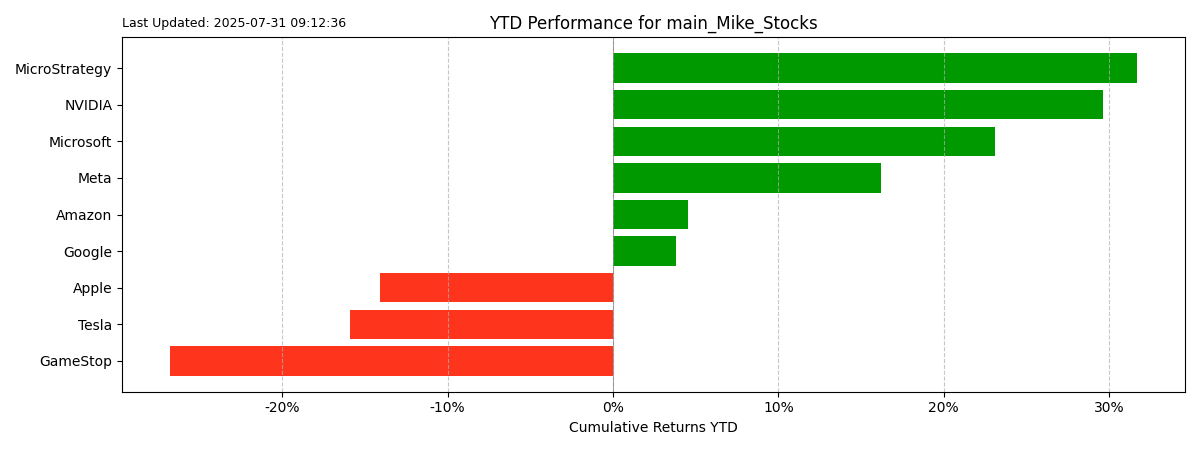 Last Updated: 2025-07-31 09:12:36
YTD Performance for main_Mike_Stocks
MicroStrategy
NVIDIA
Microsoft
Meta
Amazon
Google
Apple
Tesla
GameStop
-20% -10% 0% 10% 20% 30%
Cumulative Returns YTD